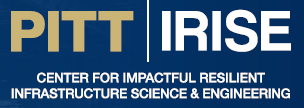 PITT | IRISE
CENTER FOR IMPACTFUL RESILIENT
INFRASTRUCTURE SCIENCE & ENGINEERING